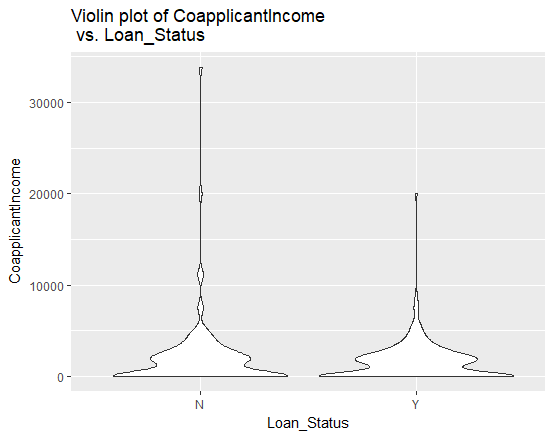 Violin plot of CoapplicantIncome
vs. Loan_Status
CoapplicantIncome
30000
20000
10000
0
N
Y
Loan_Status